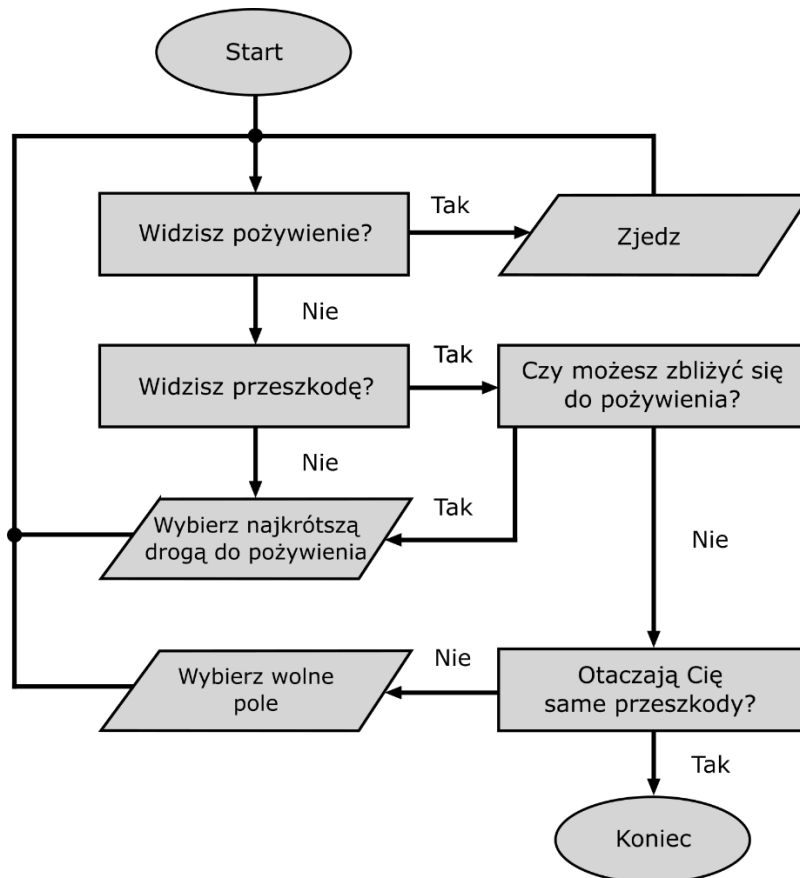 Start
Widzisz pożywienie?
Tak
Zjedz
Nie
Widzisz przeszkodę?
Tak
Czy możesz zbliżyć się
do pożywienia?
Nie
Wybierz najkrótszą
drogą do pożywienia
Tak
Nie
Wybierz wolne
pole
Nie
Otaczają Cię
same przeszkody?
Tak
Koniec